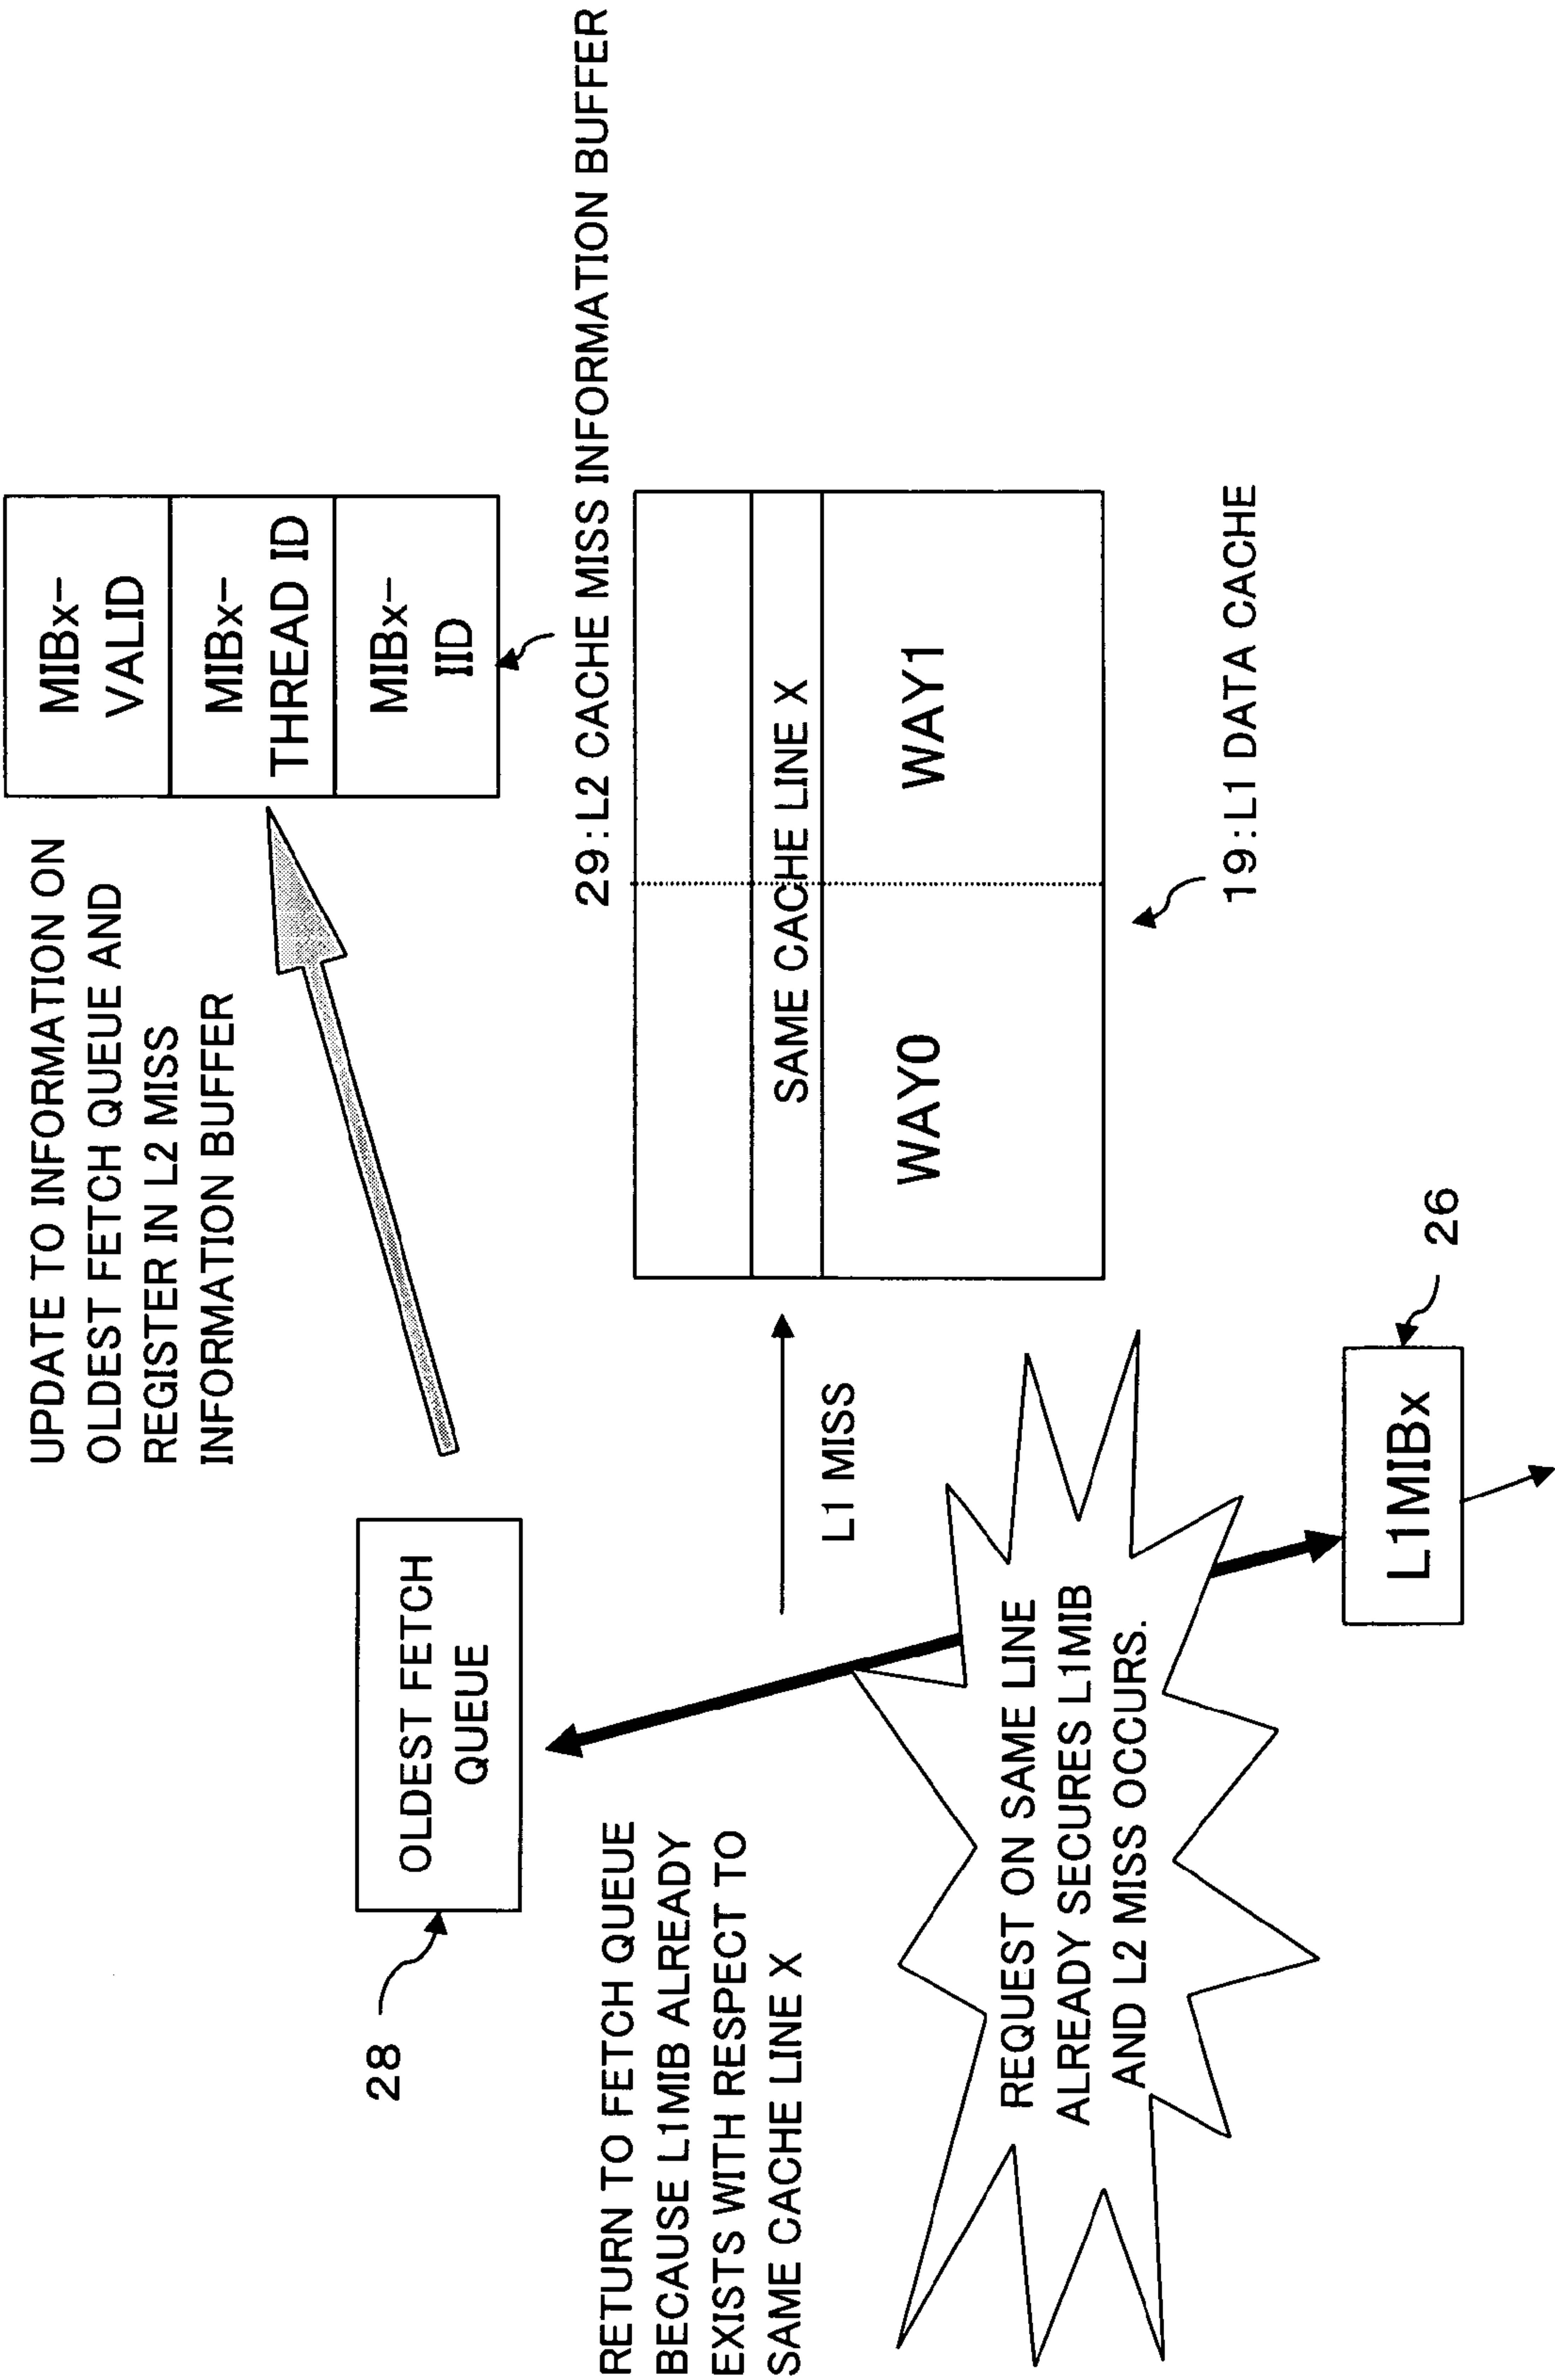 UPDATE TO INFORMATION ON
OLDEST FETCH QUEUE AND
REGISTER IN L2 MISS
INFORMATION BUFFER
MIBx-
VALID
MIBx-
THREAD ID
MIBx-
IID
29:L2 CACHE MISS INFORMATION BUFFER
28
OLDEST FETCH
QUEUE
RETURN TO FETCH QUEUE
BECAUSE L1MIB ALREADY
EXISTS WITH RESPECT TO
SAME CACHE LINE X
L1 MISS
SAME CACHE LINE X
WAY0
WAY1
19:L1 DATA CACHE
REQUEST ON SAME LINE
ALREADY SECURES L1MIB
AND L2 MISS OCCURS.
L1MIBx
26